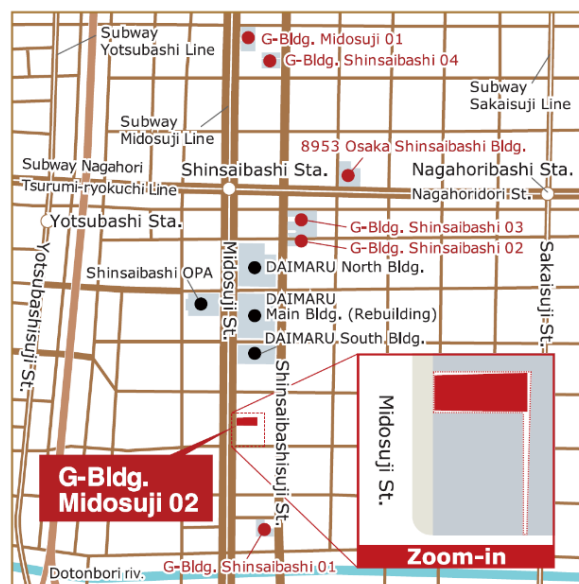 Subway
Yotsubashi Line
G-Bldg. Midosuji 01
G-Bldg. Shinsaibashi 04
Subway
Midosuji Line
Subway
Sakaisuji Line
8953 Osaka Shinsaibashi Bldg.
Subway Nagahori
Tsurumi-ryokuchi Line
Shinsaibashi Sta.
Nagahoribashi Sta.
Nagahoridori St.
Yotsubashi Sta.
G-Bldg. Shinsaibashi 03
G-Bldg. Shinsaibashi 02
Yotsubashisuji St.
Midosuji St.
Sakaisuji St.
Shinsaibashi OPA
DAIMARU North Bldg.
DAIMARU
Main Bldg. (Rebuilding)
DAIMARU South Bldg.
Shinsaibashisuji St.
Midosuji St.
G-Bldg.
Midosuji 02
Zoom-in
G-Bldg. Shinsaibashi 01
Dotonbori riv.